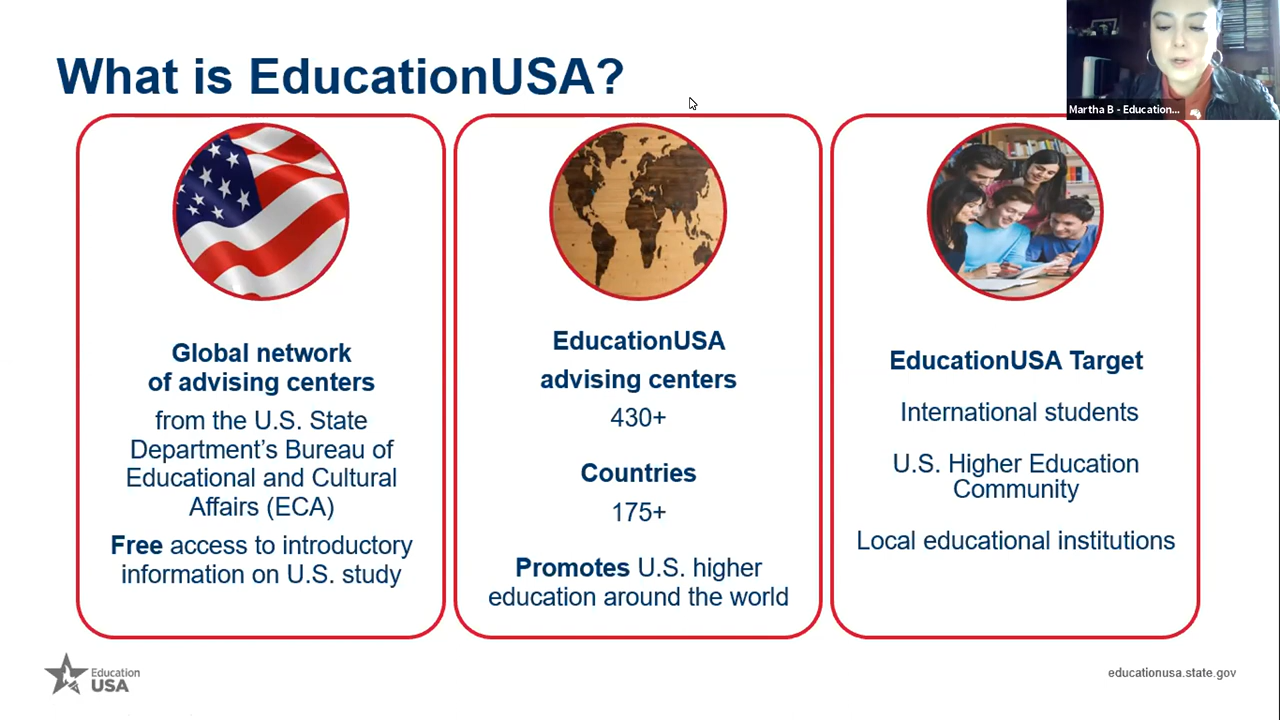 What is EducationUSA?
Martha B - Education...
Global network
of advising centers
from the U.S. State
Department's Bureau of
Educational and Cultural
Affairs (ECA)
Free access to introductory
information on U.S. study
EducationUSA
advising centers
430+
Countries
175+
Promotes U.S. higher
education around the world
EducationUSA Target
International students
U.S. Higher Education
Community
Local educational institutions
Education
USA
educationusa.state.gov